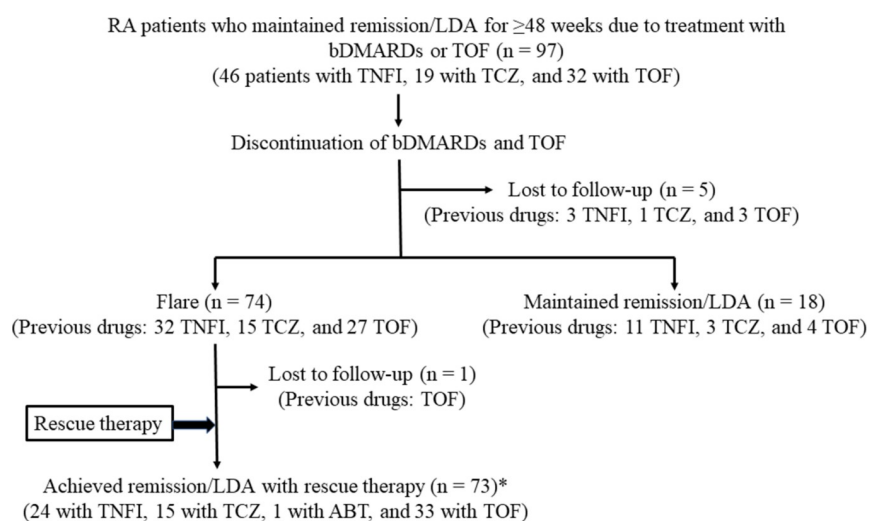 RA patients who maintained remission/LDA for ≥48 weeks due to treatment with
bDMARDs or TOF (n = 97)
(46 patients with TNFI, 19 with TCZ, and 32 with TOF)
Discontinuation of bDMARDs and TOF
Lost to follow-up (n = 5)
(Previous drugs: 3 TNFI, 1 TCZ, and 3 TOF)
Flare (n = 74)
(Previous drugs: 32 TNFI, 15 TCZ, and 27 TOF)
Maintained remission/LDA (n = 18)
(Previous drugs: 11 TNFI, 3 TCZ, and 4 TOF)
Lost to follow-up (n = 1)
(Previous drugs: TOF)
Rescue therapy
Achieved remission/LDA with rescue therapy (n = 73)*
(24 with TNFI, 15 with TCZ, 1 with ABT, and 33 with TOF)